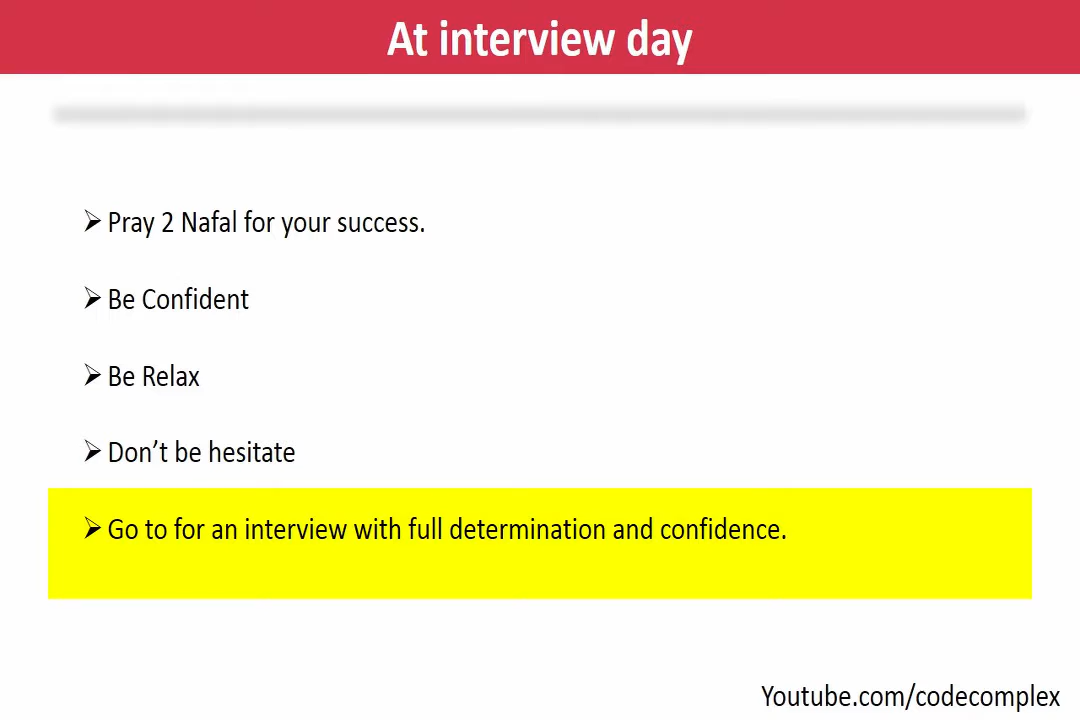 At interview day
➢ Pray 2 Nafal for your success.
➢ Be Confident
➢ Be Relax
➢ Don’t be hesitate
➢ Go to for an interview with full determination and confidence.
Youtube.com/codecomplex